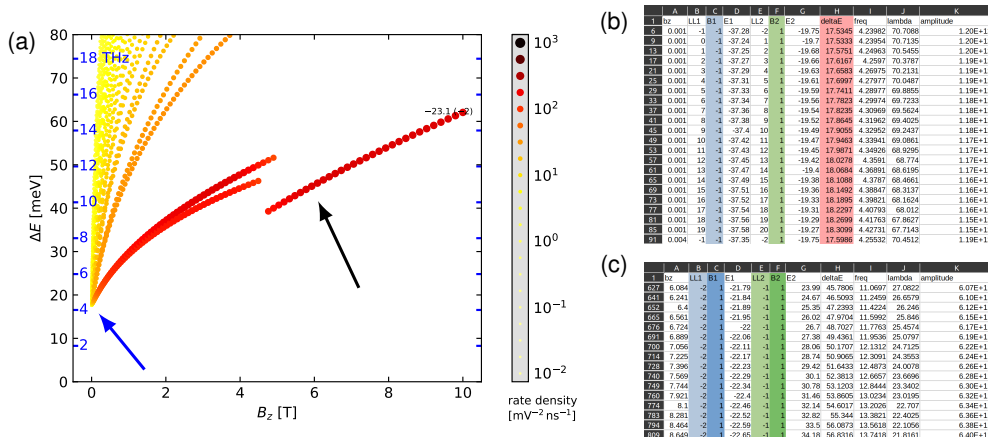 (a)
80
70
60
50
40
30
20
10
0
18
THz
16
14
12
10
8
6
4
2
−23.1 (−2)
0 2 4 6 8 10
ΔE [meV]
B_z [T]
10³
10²
10¹
10⁰
10⁻¹
10⁻²
rate density
[mV⁻² ns⁻¹]
(b)
A B C D E F G H I J K
1 bz LL1 B1 E1 LL2 B2 E2 deltaE freq lambda amplitude
6 0.001 -1 -1 -37.28 -2 1 -19.75 17.5345 4.23982 70.7088 1.20E+1
9 0.001 0 -1 -37.24 1 1 -19.7 17.5333 4.23954 70.7135 1.20E+1
13 0.001 1 -1 -37.25 2 1 -19.68 17.5751 4.24963 70.5455 1.20E+1
17 0.001 2 -1 -37.27 3 1 -19.66 17.6167 4.2597 70.3787 1.19E+1
21 0.001 3 -1 -37.29 4 1 -19.63 17.6583 4.26975 70.2131 1.19E+1
25 0.001 4 -1 -37.31 5 1 -19.61 17.6997 4.27977 70.0487 1.19E+1
29 0.001 5 -1 -37.33 6 1 -19.59 17.7411 4.28977 69.8855 1.19E+1
33 0.001 6 -1 -37.34 7 1 -19.56 17.7823 4.29974 69.7233 1.19E+1
37 0.001 7 -1 -37.36 8 1 -19.54 17.8235 4.30969 69.5624 1.18E+1
41 0.001 8 -1 -37.38 9 1 -19.52 17.8645 4.31962 69.4025 1.18E+1
45 0.001 9 -1 -37.4 10 1 -19.49 17.9055 4.32952 69.2437 1.18E+1
49 0.001 10 -1 -37.42 11 1 -19.47 17.9463 4.33941 69.0861 1.17E+1
53 0.001 11 -1 -37.43 12 1 -19.45 17.9871 4.34926 68.9295 1.17E+1
57 0.001 12 -1 -37.45 13 1 -19.42 18.0278 4.3591 68.774 1.17E+1
61 0.001 13 -1 -37.47 14 1 -19.4 18.0684 4.36891 68.6195 1.17E+1
65 0.001 14 -1 -37.49 15 1 -19.38 18.1088 4.3787 68.4661 1.16E+1
69 0.001 15 -1 -37.51 16 1 -19.36 18.1492 4.38847 68.3137 1.16E+1
73 0.001 16 -1 -37.52 17 1 -19.33 18.1895 4.39821 68.1624 1.16E+1
77 0.001 17 -1 -37.54 18 1 -19.31 18.2297 4.40793 68.012 1.16E+1
81 0.001 18 -1 -37.56 19 1 -19.29 18.2699 4.41763 67.8627 1.15E+1
85 0.001 19 -1 -37.58 20 1 -19.27 18.3099 4.42731 67.7143 1.15E+1
91 0.004 -1 -1 -37.35 -2 1 -19.75 17.5986 4.25532 70.4512 1.19E+1
(c)
A B C D E F G H I J K
1 bz LL1 B1 E1 LL2 B2 E2 deltaE freq lambda amplitude
627 6.084 -2 1 -21.79 -1 1 23.99 45.7806 11.0697 27.0822 6.07E+1
641 6.241 -2 1 -21.84 -1 1 24.67 46.5093 11.2459 26.6579 6.10E+1
652 6.4 -2 1 -21.89 -1 1 25.35 47.2393 11.4224 26.246 6.12E+1
665 6.561 -2 1 -21.95 -1 1 26.02 47.9704 11.5992 25.846 6.15E+1
676 6.724 -2 1 -22 -1 1 26.7 48.7027 11.7763 25.4574 6.17E+1
691 6.889 -2 1 -22.06 -1 1 27.38 49.4361 11.9536 25.0797 6.19E+1
700 7.056 -2 1 -22.11 -1 1 28.06 50.1707 12.1312 24.7125 6.22E+1
714 7.225 -2 1 -22.17 -1 1 28.74 50.9065 12.3091 24.3553 6.24E+1
728 7.396 -2 1 -22.23 -1 1 29.42 51.6433 12.4873 24.0078 6.26E+1
740 7.569 -2 1 -22.29 -1 1 30.1 52.3813 12.6657 23.6696 6.28E+1
749 7.744 -2 1 -22.34 -1 1 30.78 53.1203 12.8444 23.3402 6.30E+1
760 7.921 -2 1 -22.4 -1 1 31.46 53.8605 13.0234 23.0195 6.32E+1
774 8.1 -2 1 -22.46 -1 1 32.14 54.6017 13.2026 22.707 6.34E+1
783 8.281 -2 1 -22.52 -1 1 32.82 55.344 13.3821 22.4025 6.36E+1
794 8.464 -2 1 -22.59 -1 1 33.5 56.0873 13.5618 22.1056 6.38E+1
809 8.649 -2 1 -22.65 -1 1 34.18 56.8316 13.7418 21.8161 6.40E+1